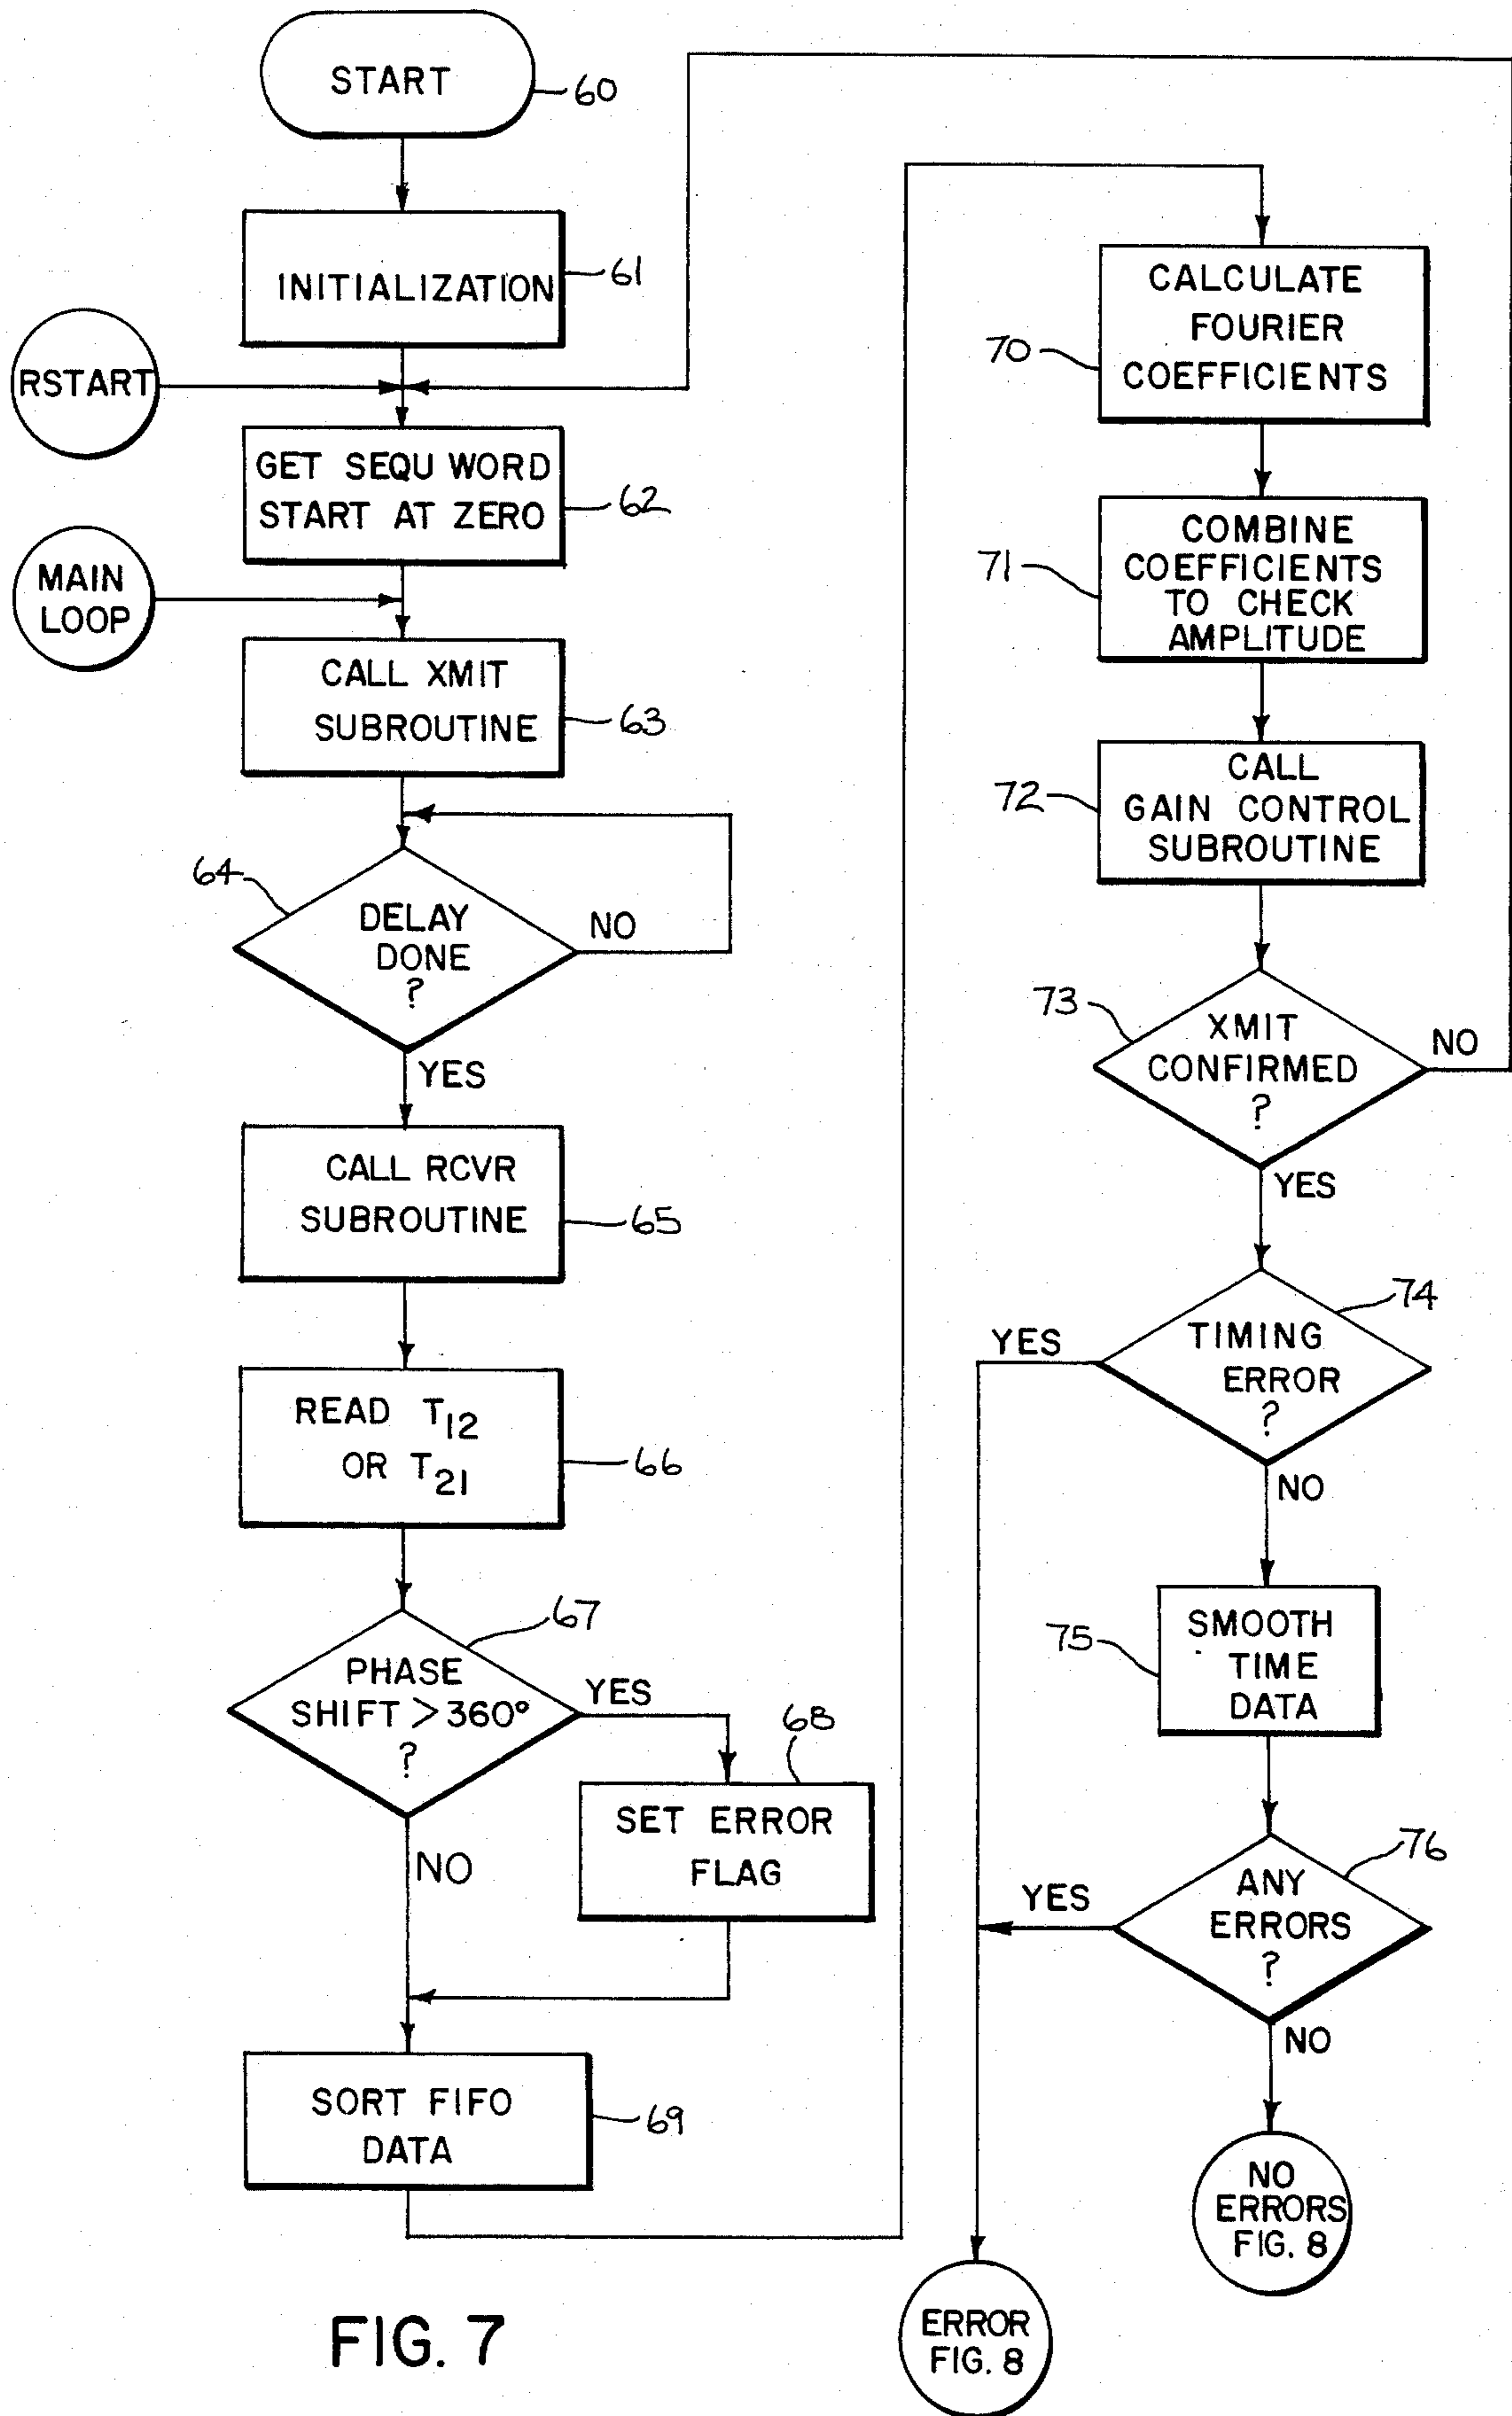 START
60
INITIALIZATION
61
RSTART
GET SEQU WORD
START AT ZERO
62
MAIN
LOOP
CALL XMIT
SUBROUTINE
63
64
DELAY
DONE
?
NO
YES
CALL RCVR
SUBROUTINE
65
READ T12
OR T21
66
67
PHASE
SHIFT > 360°
?
YES
68
SET ERROR
FLAG
NO
SORT FIFO
DATA
69
CALCULATE
FOURIER
COEFFICIENTS
70
COMBINE
COEFFICIENTS
TO CHECK
AMPLITUDE
71
CALL
GAIN CONTROL
SUBROUTINE
72
73
XMIT
CONFIRMED
?
NO
YES
74
TIMING
ERROR
?
YES
NO
75
SMOOTH
TIME
DATA
76
ANY
ERRORS
?
YES
NO
NO
ERRORS
FIG. 8
ERROR
FIG. 8
FIG. 7